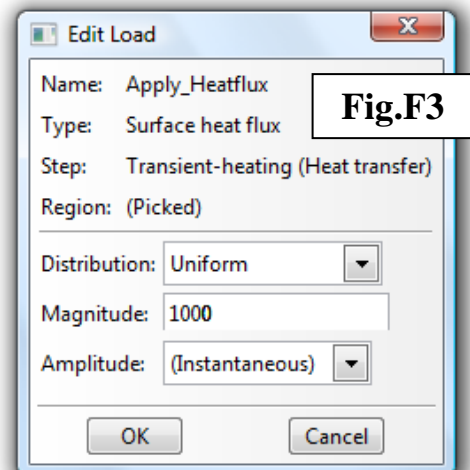 Edit Load
Name: Apply_Heatflux
Fig.F3
Type: Surface heat flux
Step: Transient-heating (Heat transfer)
Region: (Picked)
Distribution: Uniform
Magnitude: 1000
Amplitude: (Instantaneous)
OK Cancel